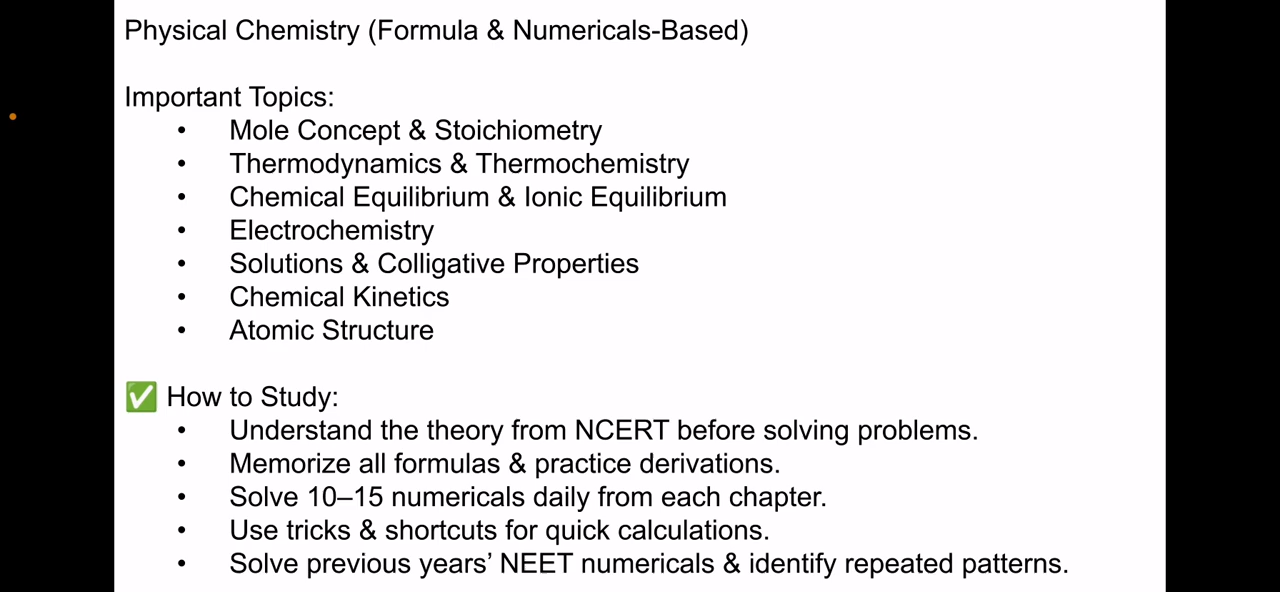 Physical Chemistry (Formula & Numericals-Based)
Important Topics:
• Mole Concept & Stoichiometry
• Thermodynamics & Thermochemistry
• Chemical Equilibrium & Ionic Equilibrium
• Electrochemistry
• Solutions & Colligative Properties
• Chemical Kinetics
• Atomic Structure
✅ How to Study:
• Understand the theory from NCERT before solving problems.
• Memorize all formulas & practice derivations.
• Solve 10–15 numericals daily from each chapter.
• Use tricks & shortcuts for quick calculations.
• Solve previous years’ NEET numericals & identify repeated patterns.